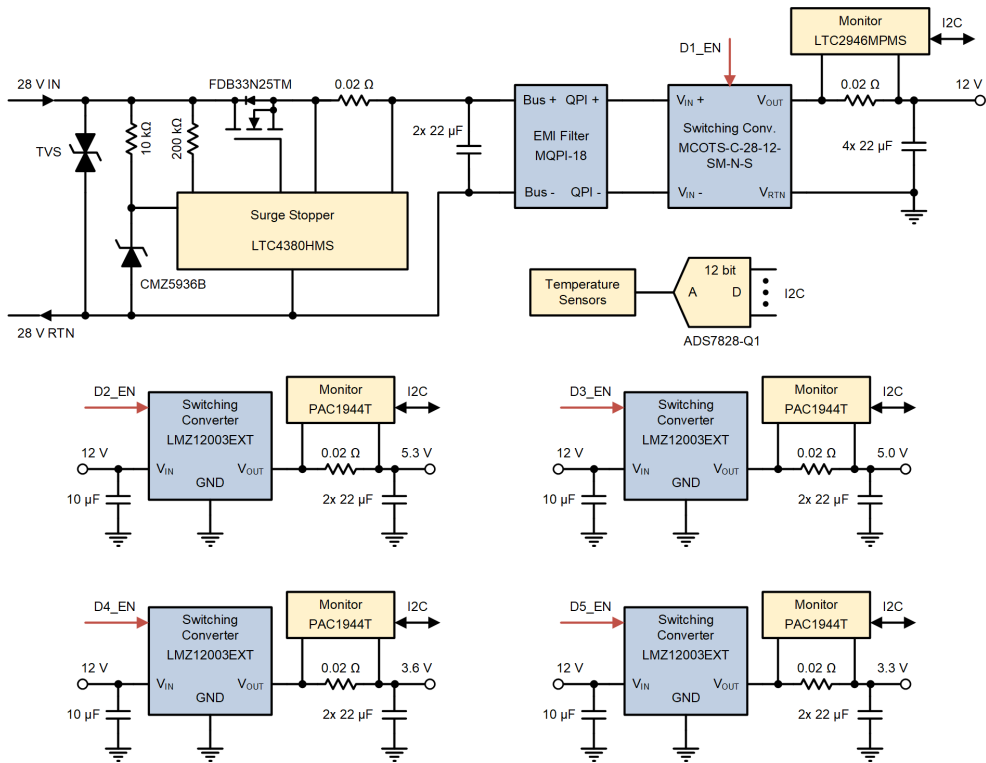 Monitor
LTC2946MPMS
I2C
D1_EN
28 V IN
FDB33N25TM
0.02 Ω
0.02 Ω
12 V
TVS
10 kΩ
200 kΩ
2x 22 µF
Bus + QPI +
EMI Filter
MQPI-18
Bus - QPI -
VIN + VOUT
Switching Conv.
MCOTS-C-28-12-
SM-N-S
VIN - VRTN
4x 22 µF
Surge Stopper
LTC4380HMS
CMZ5936B
28 V RTN
Temperature
Sensors
12 bit
A D
I2C
ADS7828-Q1
D2_EN
Switching
Converter
LMZ12003EXT
Monitor
PAC1944T
I2C
12 V
VIN VOUT
GND
0.02 Ω
5.3 V
10 µF
2x 22 µF
D3_EN
Switching
Converter
LMZ12003EXT
Monitor
PAC1944T
I2C
12 V
VIN VOUT
GND
0.02 Ω
5.0 V
10 µF
2x 22 µF
D4_EN
Switching
Converter
LMZ12003EXT
Monitor
PAC1944T
I2C
12 V
VIN VOUT
GND
0.02 Ω
3.6 V
10 µF
2x 22 µF
D5_EN
Switching
Converter
LMZ12003EXT
Monitor
PAC1944T
I2C
12 V
VIN VOUT
GND
0.02 Ω
3.3 V
10 µF
2x 22 µF